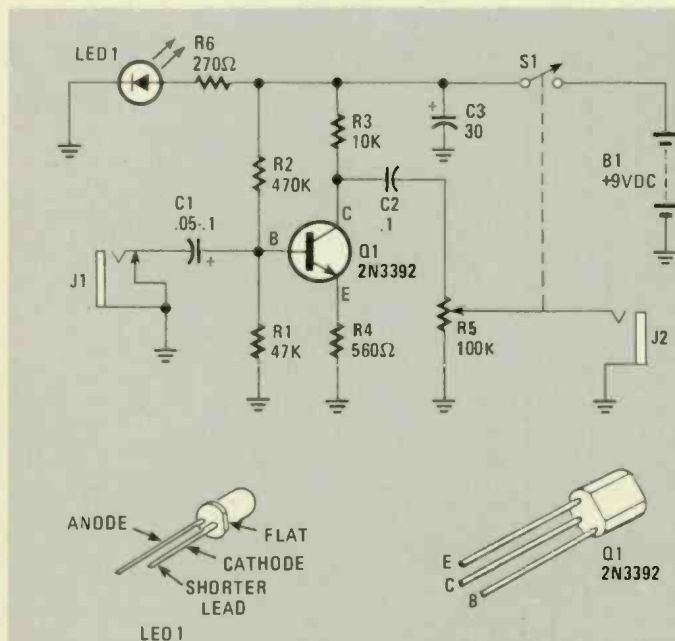 LED1
R6
270Ω
S1
R3
10K
+
C3
30
R2
470K
B1
+9VDC
C1
.05-.1
+
C
C2
.1
B
Q1
2N3392
E
J1
R1
47K
R4
560Ω
R5
100K
J2
ANODE
FLAT
CATHODE
SHORTER
LEAD
LED1
E
C
B
Q1
2N3392